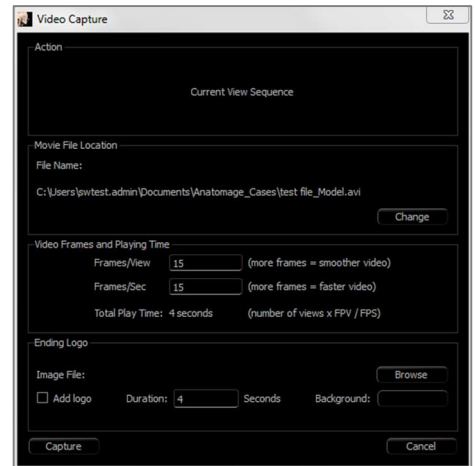 Video Capture
Action
Current View Sequence
Movie File Location
File Name:
C:\Users\swtest.admin\Documents\Anatomage_Cases\test file_Model.avi
Change
Video Frames and Playing Time
Frames/View 15 (more frames = smoother video)
Frames/Sec 15 (more frames = faster video)
Total Play Time: 4 seconds (number of views x FPV / FPS)
Ending Logo
Image File: Browse
Add logo Duration: 4 Seconds Background:
Capture Cancel